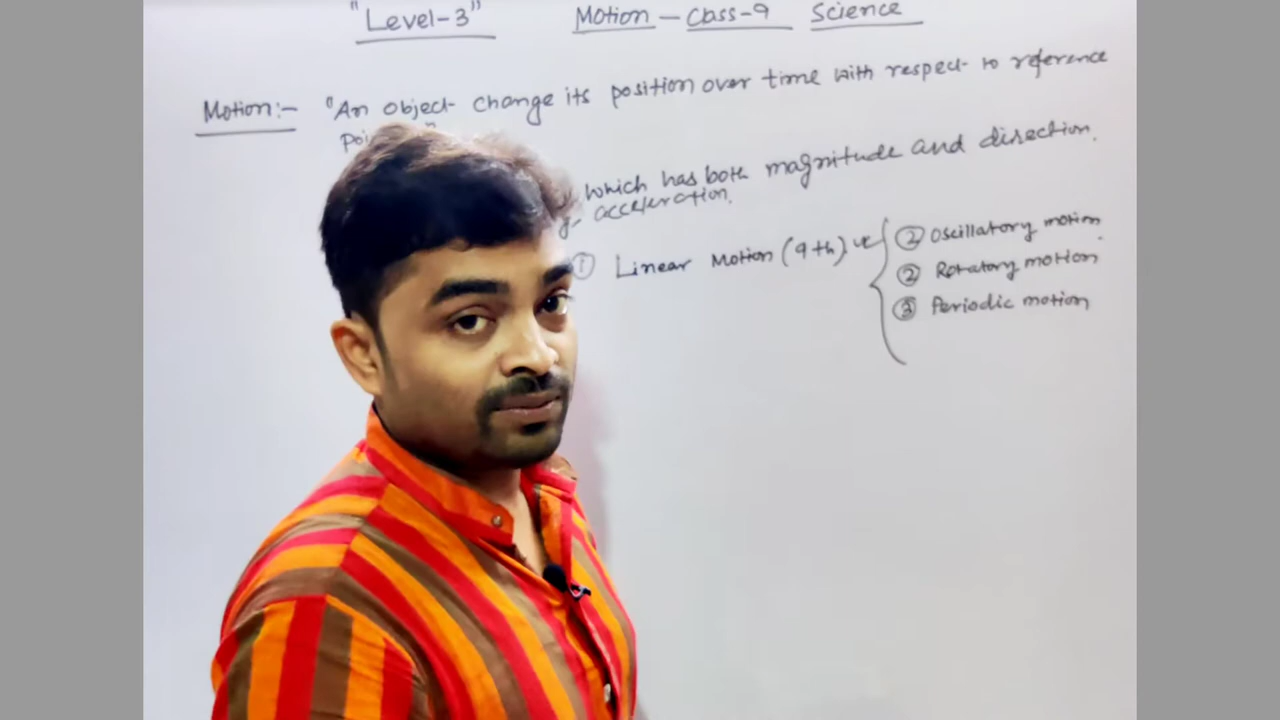 "Level-3" Motion - Class-9 Science
Motion:- "An object change its position over time with respect to reference
which has both magnitude and direction.
acceleration.
① Linear Motion (9th)
② Oscillatory motion
② Rotatory motion
③ Periodic motion